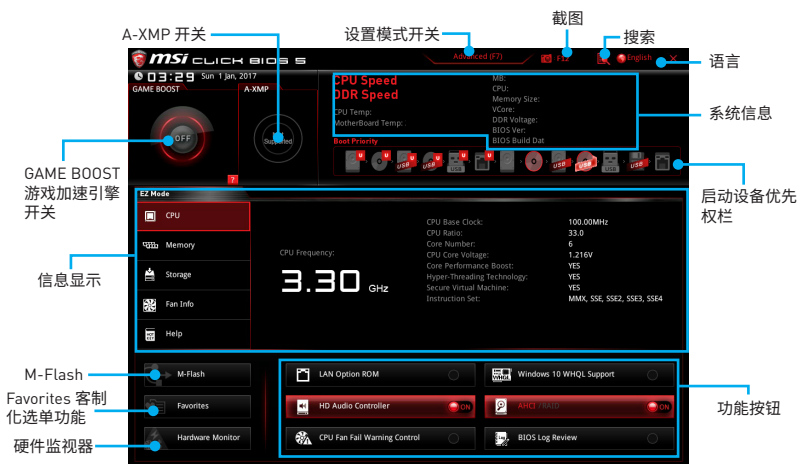 A-XMP 开关
设置模式开关
截图
搜索
语言
系统信息
启动设备优先
权栏
GAME BOOST
游戏加速引擎
开关
信息显示
M-Flash
Favorites 客制
化选单功能
硬件监视器
功能按钮
msi CLICK BIOS 5
Advanced (F7)
F12
English
X
03:29 Sun 1 Jan, 2017
GAME BOOST
A-XMP
OFF
Supported
?
CPU Speed
DDR Speed
CPU Temp:
MotherBoard Temp:
MB:
CPU:
Memory Size:
VCore:
DDR Voltage:
BIOS Ver:
BIOS Build Dat
Boot Priority
U U U U U U U
USB USB USB USB USB USB USB
EZ Mode
CPU
Memory
Storage
Fan Info
Help
CPU Frequency:
3.30 GHz
CPU Base Clock: 100.00MHz
CPU Ratio: 33.0
Core Number: 6
CPU Core Voltage: 1.216V
Core Performance Boost: YES
Hyper-Threading Technology: YES
Secure Virtual Machine: YES
Instruction Set: MMX, SSE, SSE2, SSE3, SSE4
M-Flash
Favorites
Hardware Monitor
LAN Option ROM
Windows 10 WHQL Support
HD Audio Controller ON
AHCI /RAID ON
CPU Fan Fail Warning Control
BIOS Log Review